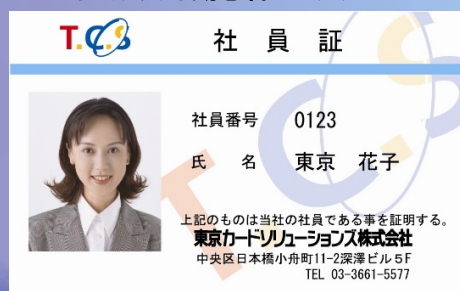 T.C.S 社員証
社員番号 0123
氏 名 東京 花子
上記のものは当社の社員である事を証明する。
東京カードソリューションズ株式会社
中央区日本橋小舟町11-2深澤ビル5F
TEL 03-3661-5577